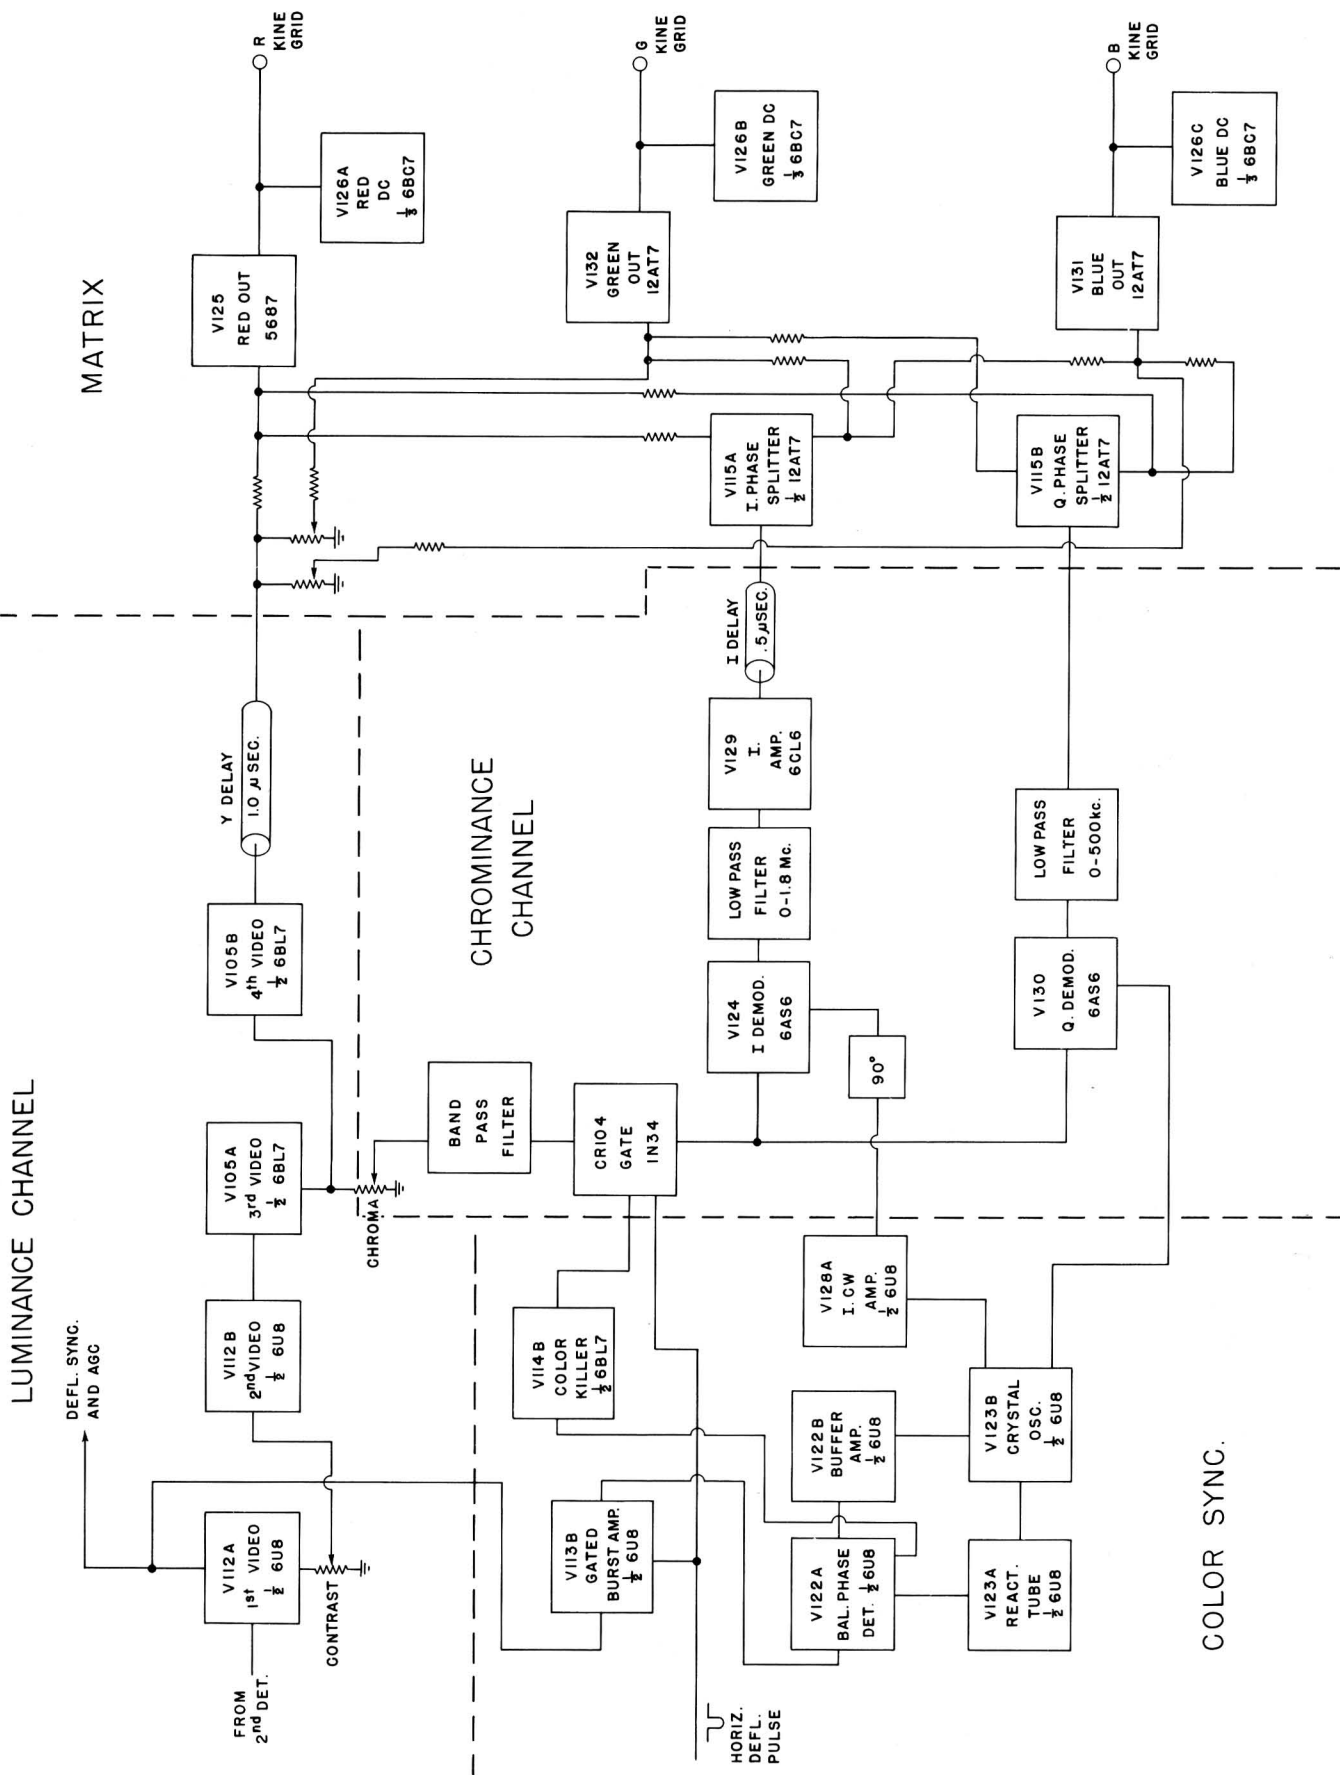 LUMINANCE CHANNEL
MATRIX
DEFL. SYNC.
AND AGC
FROM
2nd DET.
V112A
1st VIDEO
½ 6U8
CONTRAST
V112B
2nd VIDEO
½ 6U8
V105A
3rd VIDEO
½ 6BL7
CHROMA
V105B
4th VIDEO
½ 6BL7
Y DELAY
1.0 µSEC.
V125
RED OUT
5687
V126A
RED
DC
⅓ 6BC7
R
KINE
GRID
CHROMINANCE
CHANNEL
BAND
PASS
FILTER
CR104
GATE
IN34
V124
I DEMOD.
6AS6
90°
LOW PASS
FILTER
0-1.8 Mc.
V129
I.
AMP.
6CL6
I DELAY
.5 µSEC.
V115A
I. PHASE
SPLITTER
½ 12AT7
V132
GREEN
OUT
12AT7
V126B
GREEN DC
⅓ 6BC7
G
KINE
GRID
V130
Q. DEMOD.
6AS6
LOW PASS
FILTER
0-500kc.
V115B
Q. PHASE
SPLITTER
½ 12AT7
V131
BLUE
OUT
12AT7
V126C
BLUE DC
⅓ 6BC7
B
KINE
GRID
V114B
COLOR
KILLER
½ 6BL7
V113B
GATED
BURST AMP.
½ 6U8
HORIZ.
DEFL.
PULSE
V128A
I. CW
AMP.
½ 6U8
V122B
BUFFER
AMP.
½ 6U8
V122A
BAL. PHASE
DET. ½ 6U8
V123B
CRYSTAL
OSC.
½ 6U8
V123A
REACT.
TUBE
½ 6U8
COLOR SYNC.